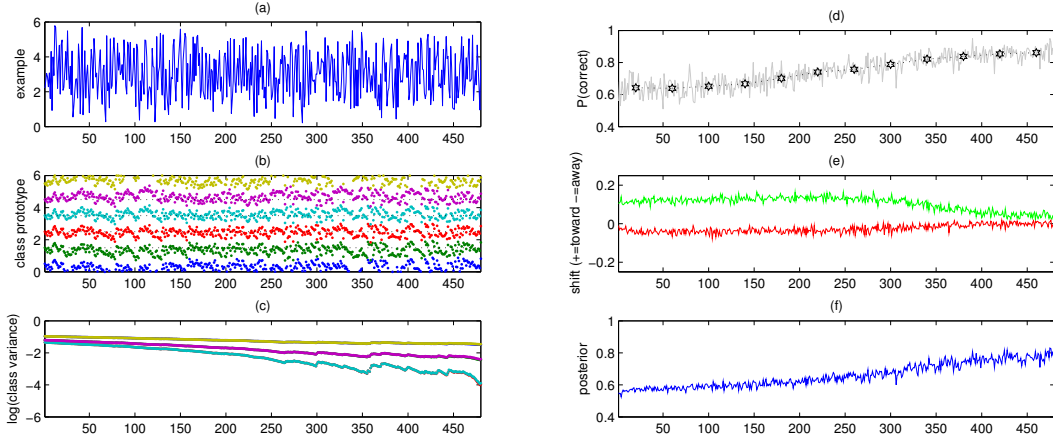 (a)
example
6
4
2
0
50 100 150 200 250 300 350 400 450
(b)
class prototype
6
4
2
0
50 100 150 200 250 300 350 400 450
(c)
log(class variance)
0
−2
−4
−6
50 100 150 200 250 300 350 400 450
(d)
P(correct)
1
0.8
0.6
0.4
50 100 150 200 250 300 350 400 450
(e)
shift (+=toward −=away)
0.2
0
−0.2
50 100 150 200 250 300 350 400 450
(f)
posterior
1
0.8
0.6
0.4
50 100 150 200 250 300 350 400 450